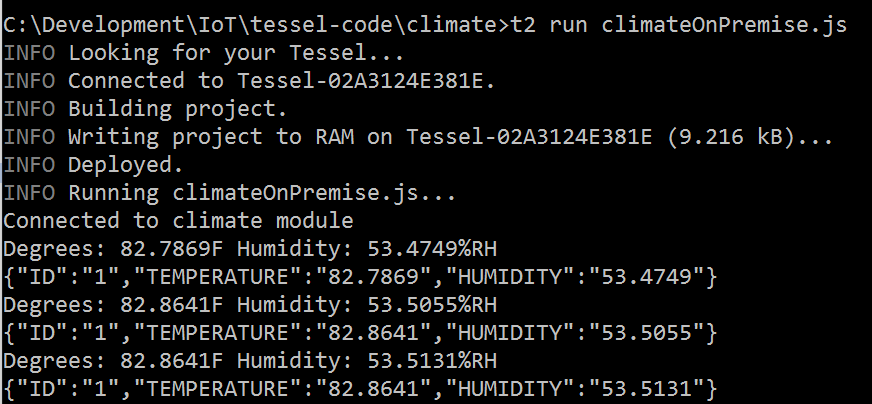 C:\Development\IoT\tessel-code\climate>t2 run climateOnPremise.js
INFO Looking for your Tessel...
INFO Connected to Tessel-02A3124E381E.
INFO Building project.
INFO Writing project to RAM on Tessel-02A3124E381E (9.216 kB)...
INFO Deployed.
INFO Running climateOnPremise.js...
Connected to climate module
Degrees: 82.7869F Humidity: 53.4749%RH
{"ID":"1","TEMPERATURE":"82.7869","HUMIDITY":"53.4749"}
Degrees: 82.8641F Humidity: 53.5055%RH
{"ID":"1","TEMPERATURE":"82.8641","HUMIDITY":"53.5055"}
Degrees: 82.8641F Humidity: 53.5131%RH
{"ID":"1","TEMPERATURE":"82.8641","HUMIDITY":"53.5131"}